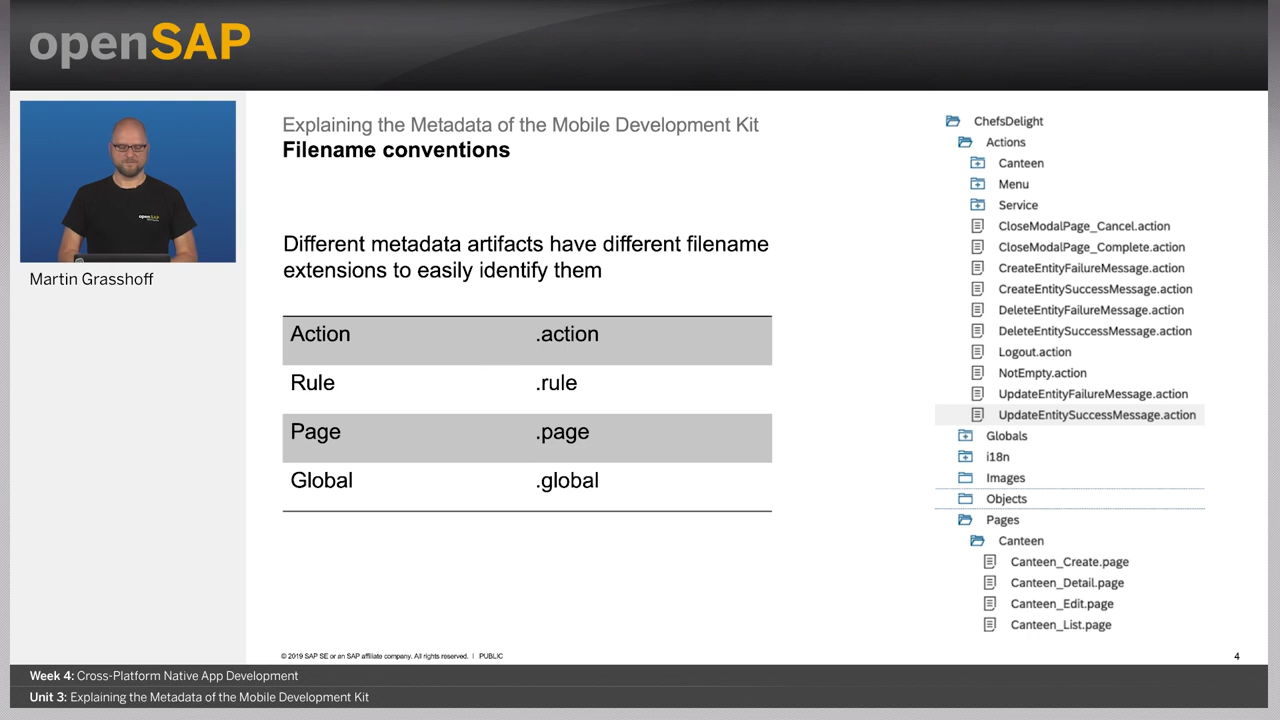 openSAP
Martin Grasshoff
Explaining the Metadata of the Mobile Development Kit
Filename conventions
Different metadata artifacts have different filename
extensions to easily identify them
Action .action
Rule .rule
Page .page
Global .global
ChefsDelight
Actions
Canteen
Menu
Service
CloseModalPage_Cancel.action
CloseModalPage_Complete.action
CreateEntityFailureMessage.action
CreateEntitySuccessMessage.action
DeleteEntityFailureMessage.action
DeleteEntitySuccessMessage.action
Logout.action
NotEmpty.action
UpdateEntityFailureMessage.action
UpdateEntitySuccessMessage.action
Globals
i18n
Images
Objects
Pages
Canteen
Canteen_Create.page
Canteen_Detail.page
Canteen_Edit.page
Canteen_List.page
© 2019 SAP SE or an SAP affiliate company. All rights reserved. | PUBLIC
4
Week 4: Cross-Platform Native App Development
Unit 3: Explaining the Metadata of the Mobile Development Kit